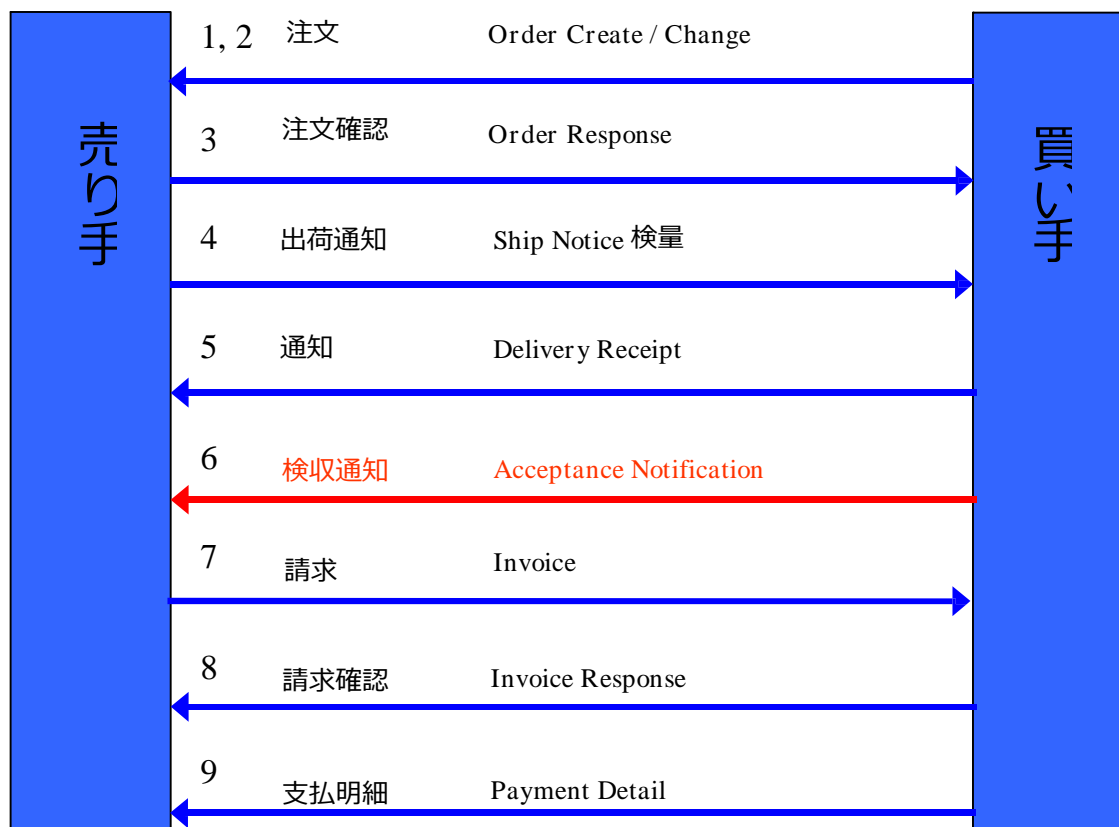 1, 2 注文 Order Create / Change
3 注文確認 Order Response
売り手
買い手
4 出荷通知 Ship Notice 検量
5 通知 Delivery Receipt
6 検収通知 Acceptance Notification
7 請求 Invoice
8 請求確認 Invoice Response
9 支払明細 Payment Detail